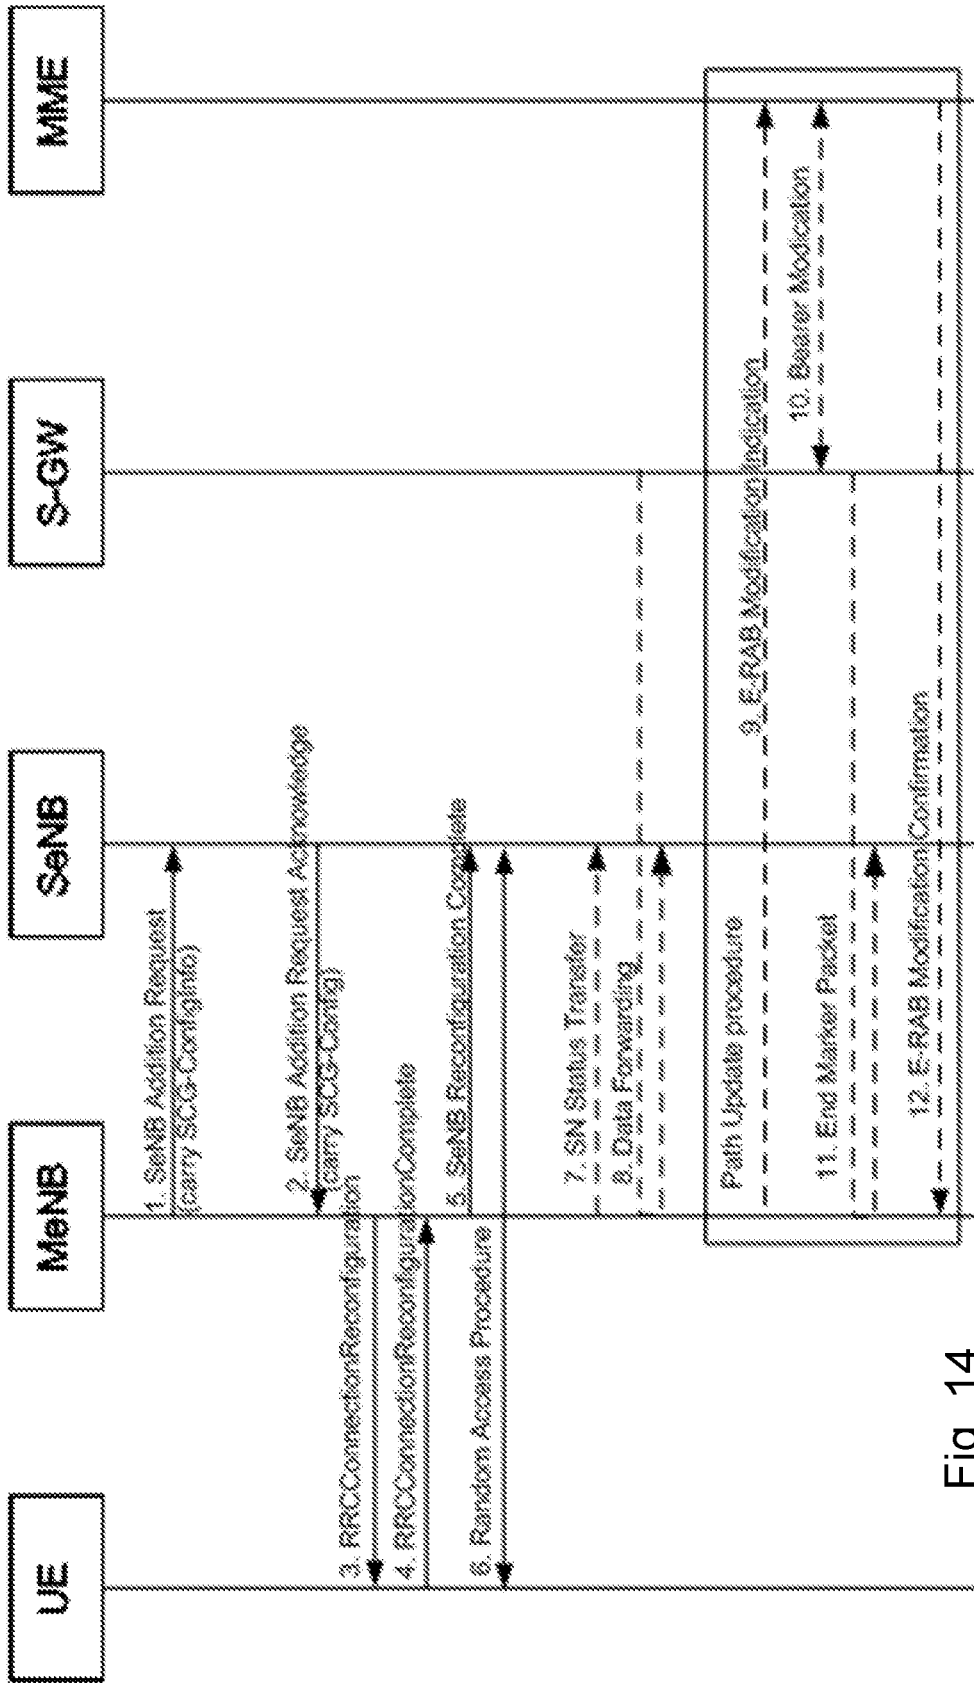 UE
MeNB
SeNB
S-GW
MME
1. SeNB Addition Request
(carry SCG-ConfigInfo)
2. SeNB Addition Request Acknowledge
(carry SCG-Config)
3. RRCConnectionReconfiguration
4. RRCConnectionReconfigurationComplete
5. SeNB Reconfiguration Complete
6. Random Access Procedure
7. SN Status Transfer
8. Data Forwarding
Path Update procedure
9. E-RAB Modification Indication
10. Bearer Modication
11. End Marker Packet
12. E-RAB Modification Confirmation
Fig. 14